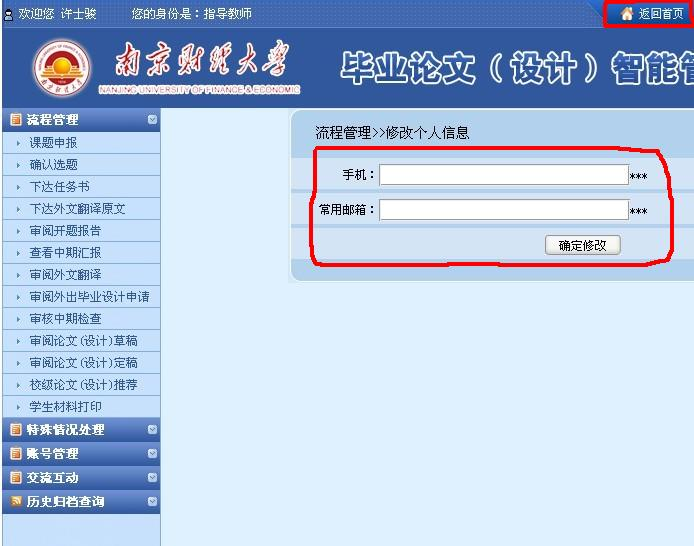 欢迎您 许士骏 您的身份是：指导教师 返回首页
南京财经大学
NANJING UNIVERSITY OF FINANCE & ECONOMIC
毕业论文（设计）智能管
流程管理
课题申报
确认选题
下达任务书
下达外文翻译原文
审阅开题报告
查看中期汇报
审阅外文翻译
审阅外出毕业设计申请
审核中期检查
审阅论文(设计)草稿
审阅论文(设计)定稿
校级论文(设计)推荐
学生材料打印
特殊情况处理
账号管理
交流互动
历史归档查询
流程管理>>修改个人信息
手机：***
常用邮箱：***
确定修改